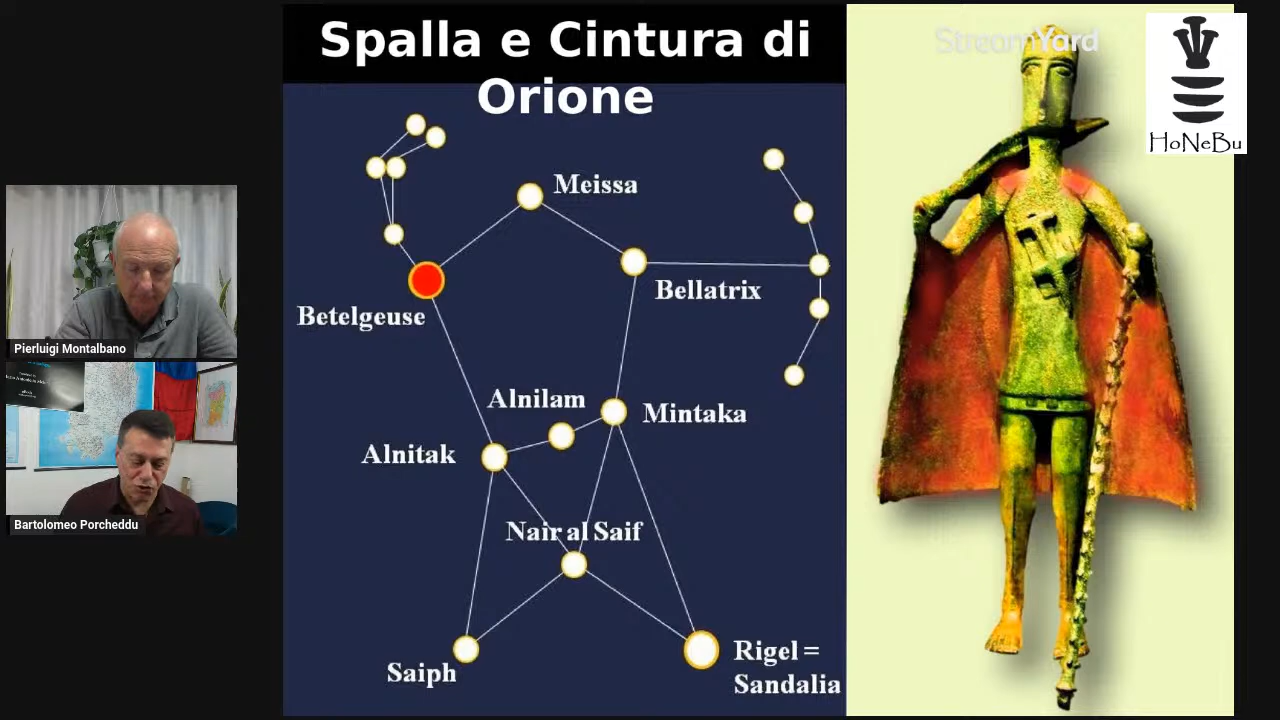 Spalla e Cintura di
Orione
StreamYard
HoNeBu
Meissa
Bellatrix
Betelgeuse
Alnilam
Mintaka
Alnitak
Nair al Saif
Saiph
Rigel =
Sandalia
Pierluigi Montalbano
Bartolomeo Porcheddu